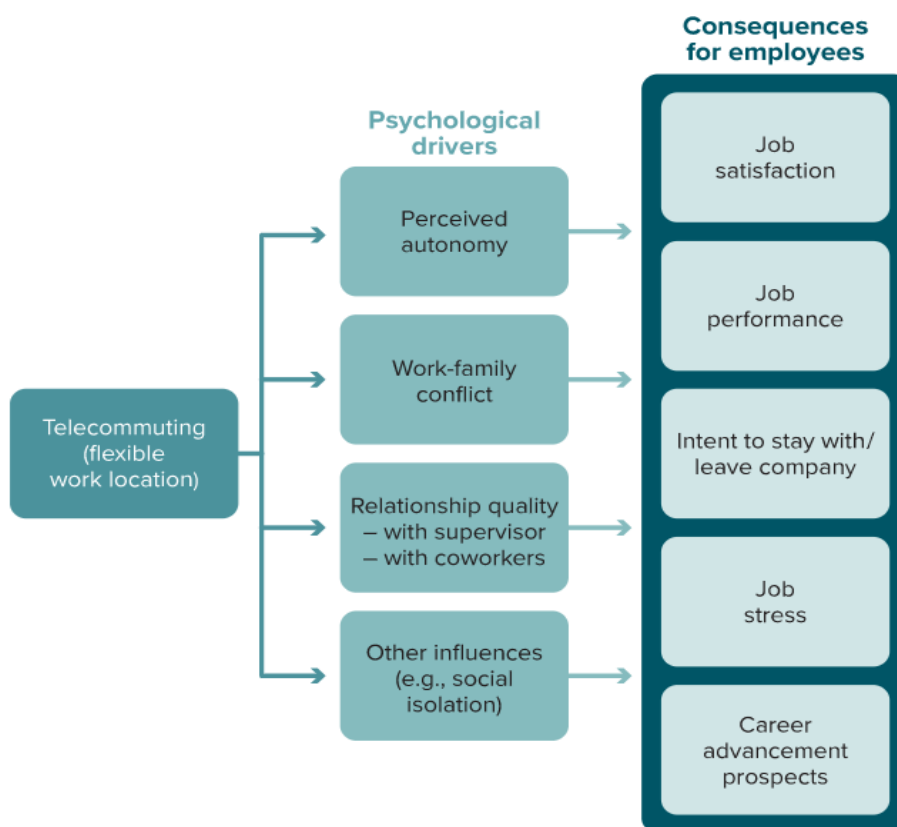 Consequences
for employees
Psychological
drivers
Telecommuting
(flexible
work location)
Perceived
autonomy
Work-family
conflict
Relationship quality
– with supervisor
– with coworkers
Other influences
(e.g., social
isolation)
Job
satisfaction
Job
performance
Intent to stay with/
leave company
Job
stress
Career
advancement
prospects